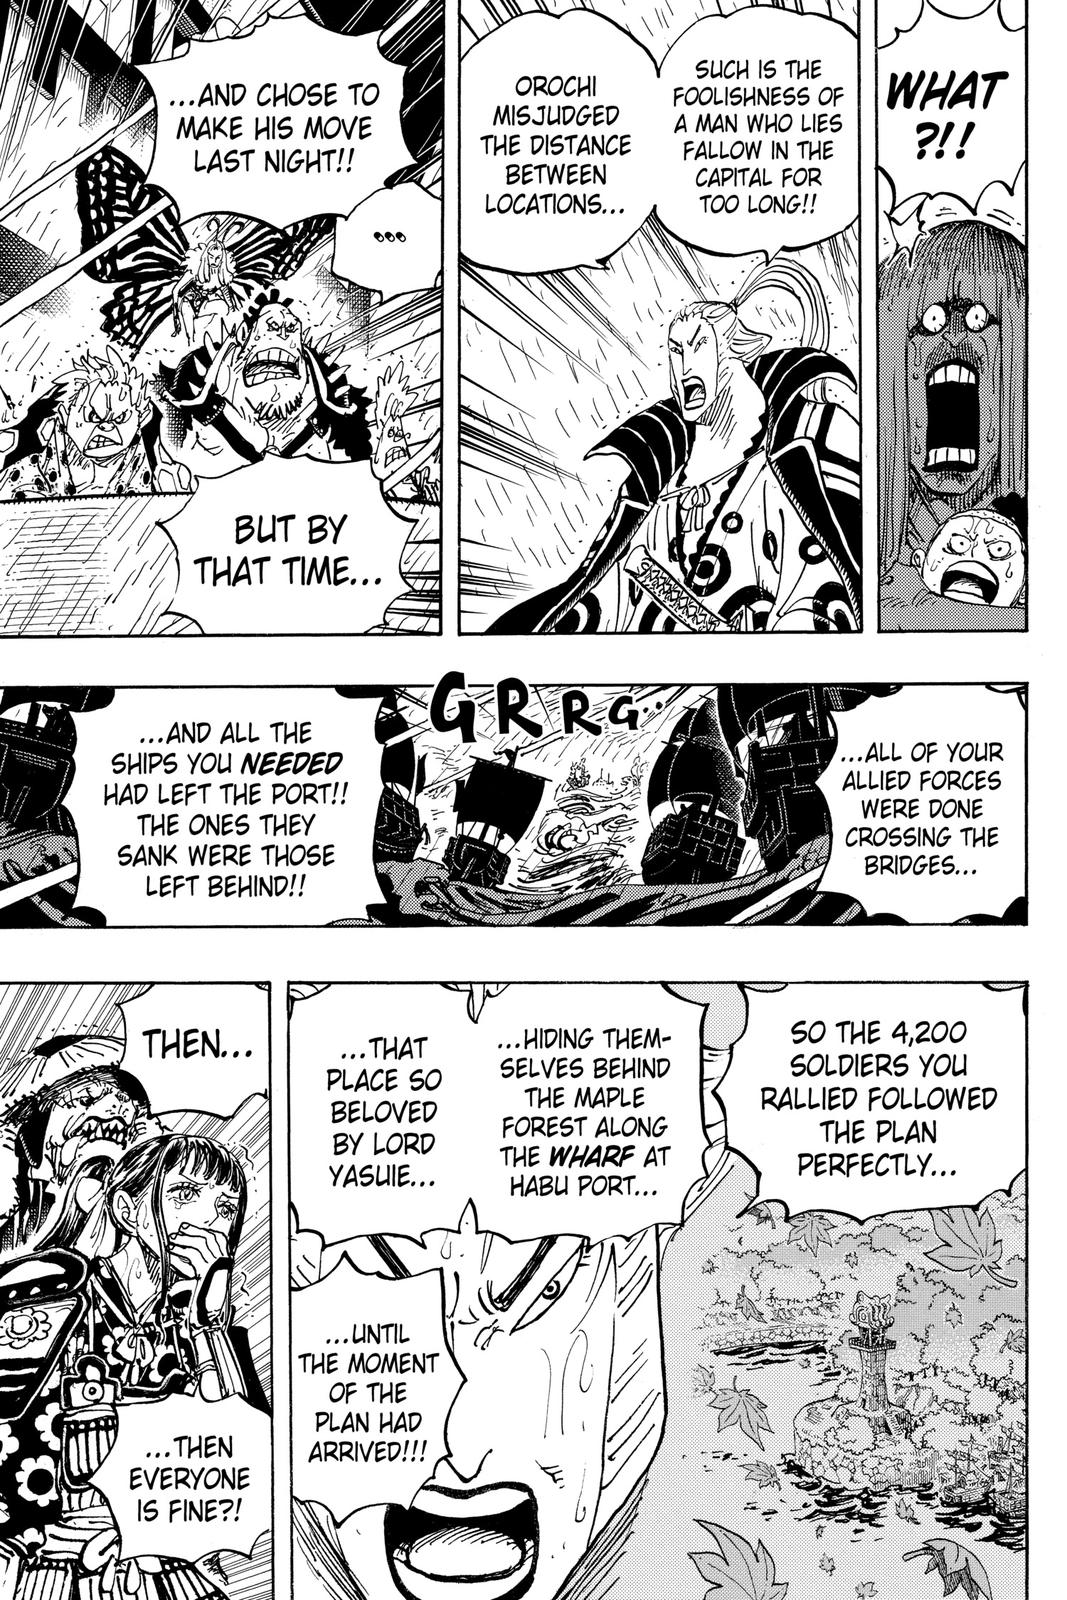 WHAT
?!!
SUCH IS THE
FOOLISHNESS OF
A MAN WHO LIES
FALLOW IN THE
CAPITAL FOR
TOO LONG!!
OROCHI
MISJUDGED
THE DISTANCE
BETWEEN
LOCATIONS...
...AND CHOSE TO
MAKE HIS MOVE
LAST NIGHT!!
...
BUT BY
THAT TIME...
...ALL OF YOUR
ALLIED FORCES
WERE DONE
CROSSING THE
BRIDGES...
GRRG..
...AND ALL THE
SHIPS YOU NEEDED
HAD LEFT THE PORT!!
THE ONES THEY
SANK WERE THOSE
LEFT BEHIND!!
SO THE 4,200
SOLDIERS YOU
RALLIED FOLLOWED
THE PLAN
PERFECTLY...
...HIDING THEM-
SELVES BEHIND
THE MAPLE
FOREST ALONG
THE WHARF AT
HABU PORT...
...THAT
PLACE SO
BELOVED
BY LORD
YASUIE...
...UNTIL
THE MOMENT
OF THE
PLAN HAD
ARRIVED!!!
THEN...
...THEN
EVERYONE
IS FINE?!